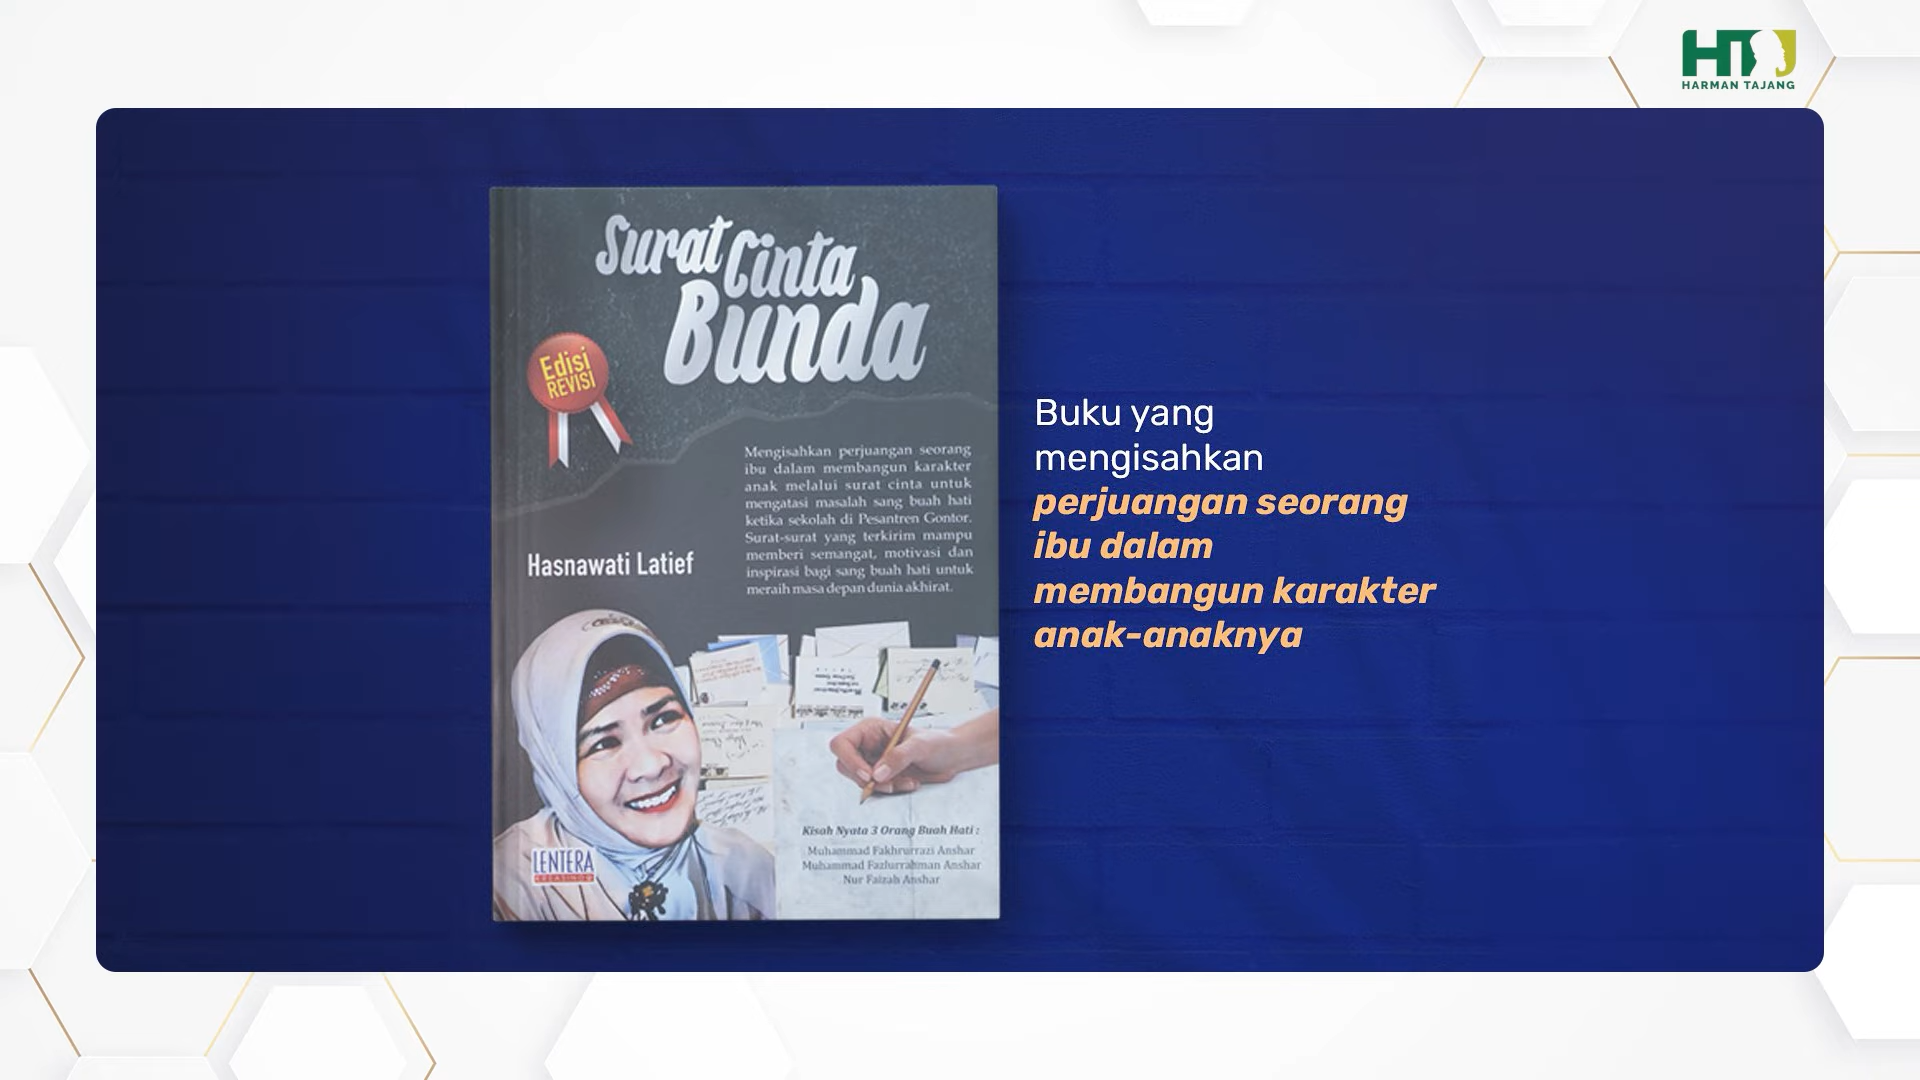 HTJ
HARMAN TAJANG
Surat Cinta
Bunda
Edisi
REVISI
Mengisahkan perjuangan seorang
ibu dalam membangun karakter
anak melalui surat cinta untuk
mengatasi masalah sang buah hati
ketika sekolah di Pesantren Gontor.
Surat-surat yang terkirim mampu
memberi semangat, motivasi dan
inspirasi bagi sang buah hati untuk
meraih masa depan dunia akhirat.
Hasnawati Latief
Kisah Nyata 3 Orang Buah Hati :
Muhammad Fakhrurrazi Anshar
Muhammad Fazlurrahman Anshar
Nur Faizah Anshar
LENTERA
KREASINDO
Buku yang
mengisahkan
perjuangan seorang
ibu dalam
membangun karakter
anak-anaknya